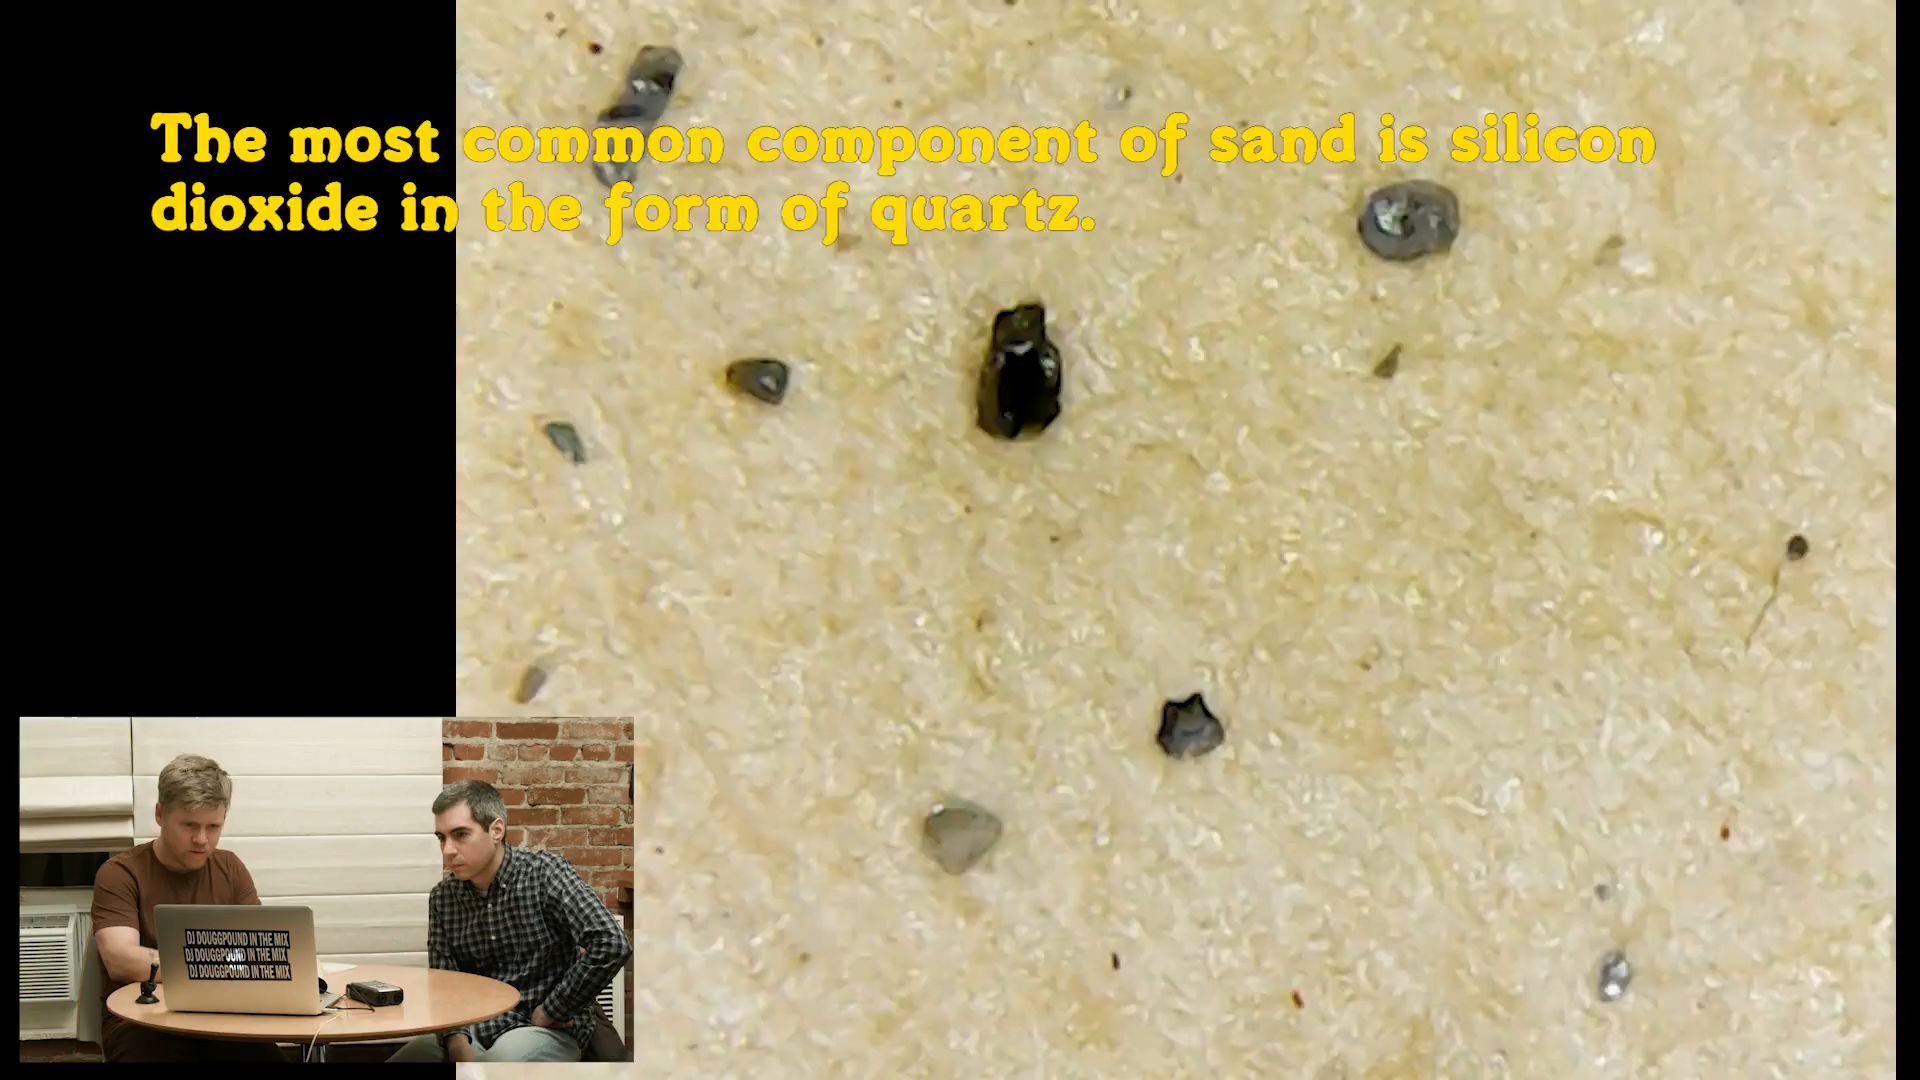 The most common component of sand is silicon
dioxide in the form of quartz.
DJ DOUGGPOUND IN THE MIX
DJ DOUGGPOUND IN THE MIX
DJ DOUGGPOUND IN THE MIX